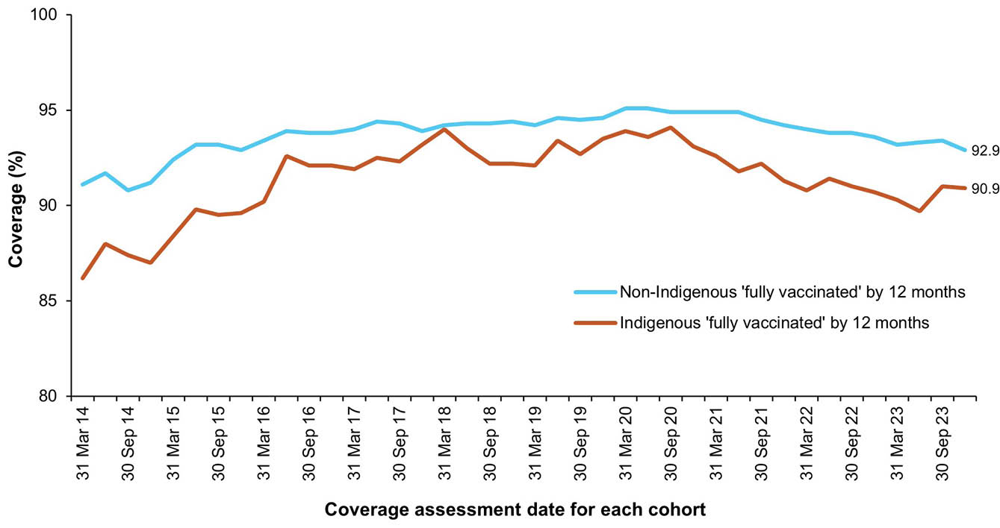 100
95
90
85
80
Coverage (%)
92.9
90.9
Non-Indigenous 'fully vaccinated' by 12 months
Indigenous 'fully vaccinated' by 12 months
31 Mar 14
30 Sep 14
31 Mar 15
30 Sep 15
31 Mar 16
30 Sep 16
31 Mar 17
30 Sep 17
31 Mar 18
30 Sep 18
31 Mar 19
30 Sep 19
31 Mar 20
30 Sep 20
31 Mar 21
30 Sep 21
31 Mar 22
30 Sep 22
31 Mar 23
30 Sep 23
Coverage assessment date for each cohort